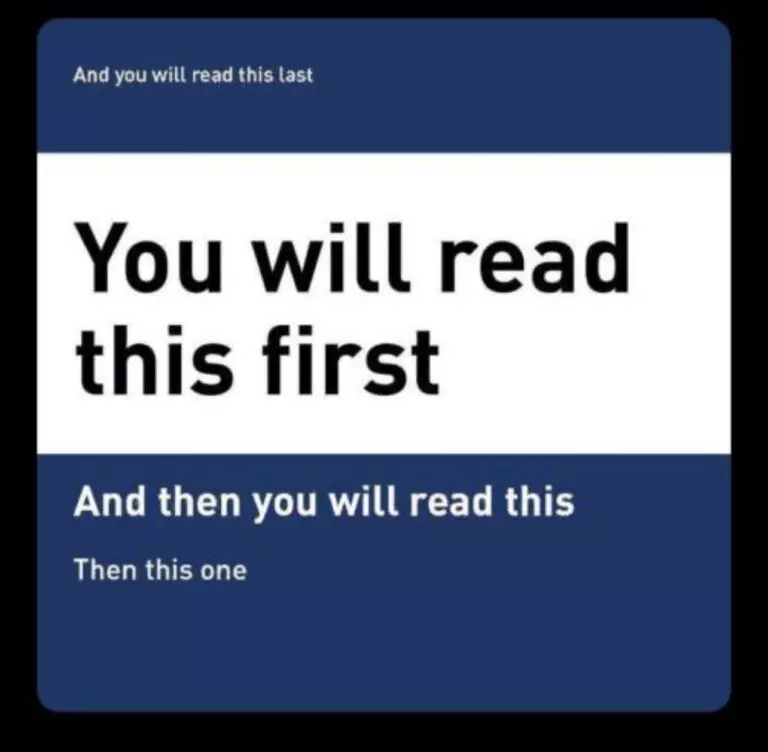 And you will read this last
You will read
this first
And then you will read this
Then this one